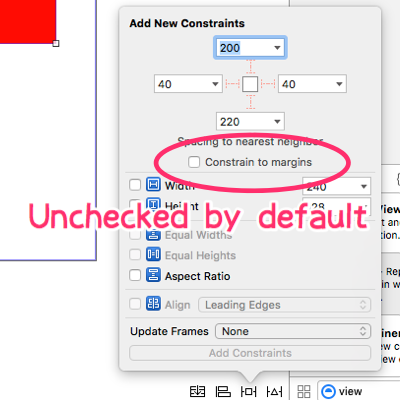 Add New Constraints
200
40 40
220
Spacing to nearest neighbor
Constrain to margins
Width 240
Height 128
Unchecked by default
Equal Widths
Equal Heights
Aspect Ratio
Align Leading Edges
Update Frames None
Add Constraints
view